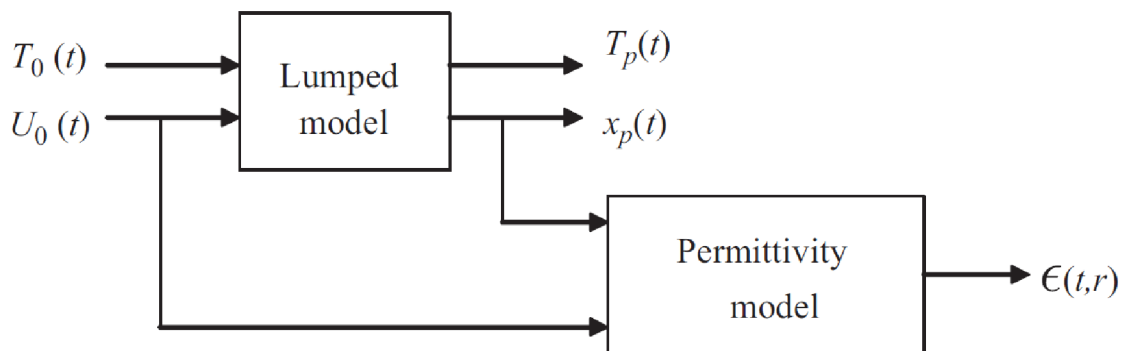 T₀ (t)
U₀ (t)
Lumped
model
Tₚ(t)
xₚ(t)
Permittivity
model
ϵ(t,r)